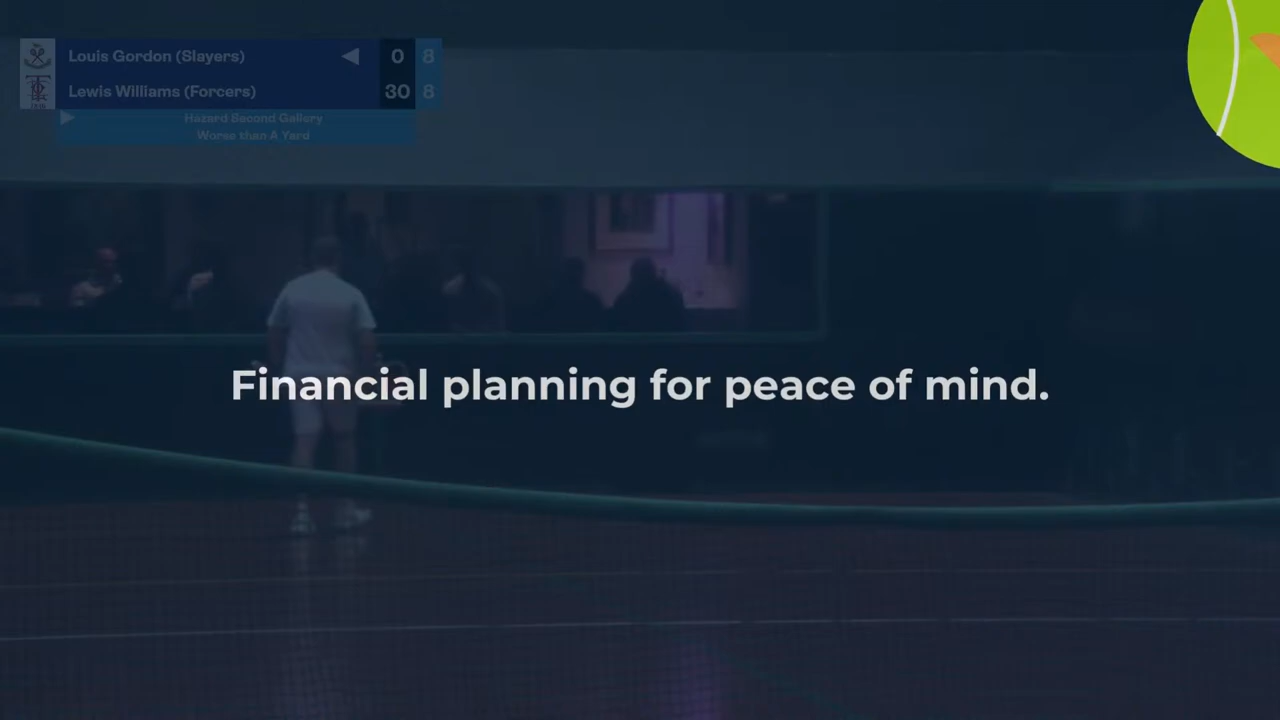 Louis Gordon (Slayers) 0 8
Lewis Williams (Forcers) 30 8
Hazard Second Gallery
Worse than A Yard
Financial planning for peace of mind.